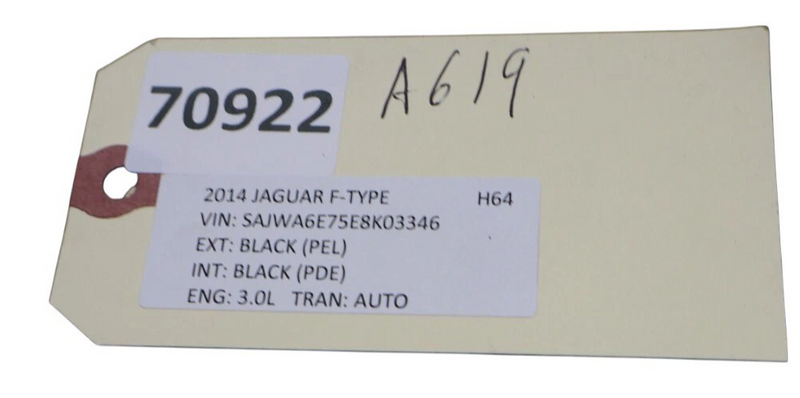 70922
A619
2014 JAGUAR F-TYPE H64
VIN: SAJWA6E75E8K03346
EXT: BLACK (PEL)
INT: BLACK (PDE)
ENG: 3.0L TRAN: AUTO